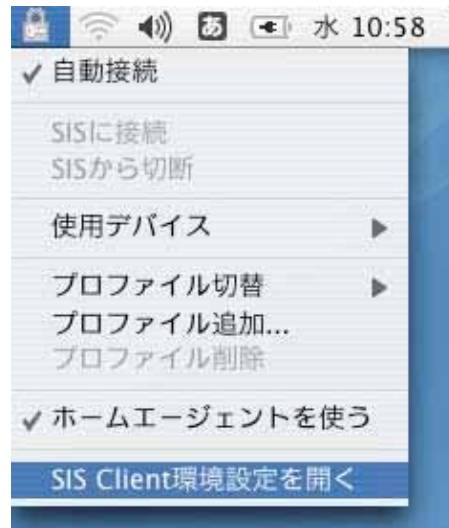 あ 水 10:58
✓自動接続
SISに接続
SISから切断
使用デバイス
プロファイル切替
プロファイル追加...
プロファイル削除
✓ホームエージェントを使う
SIS Client環境設定を開く